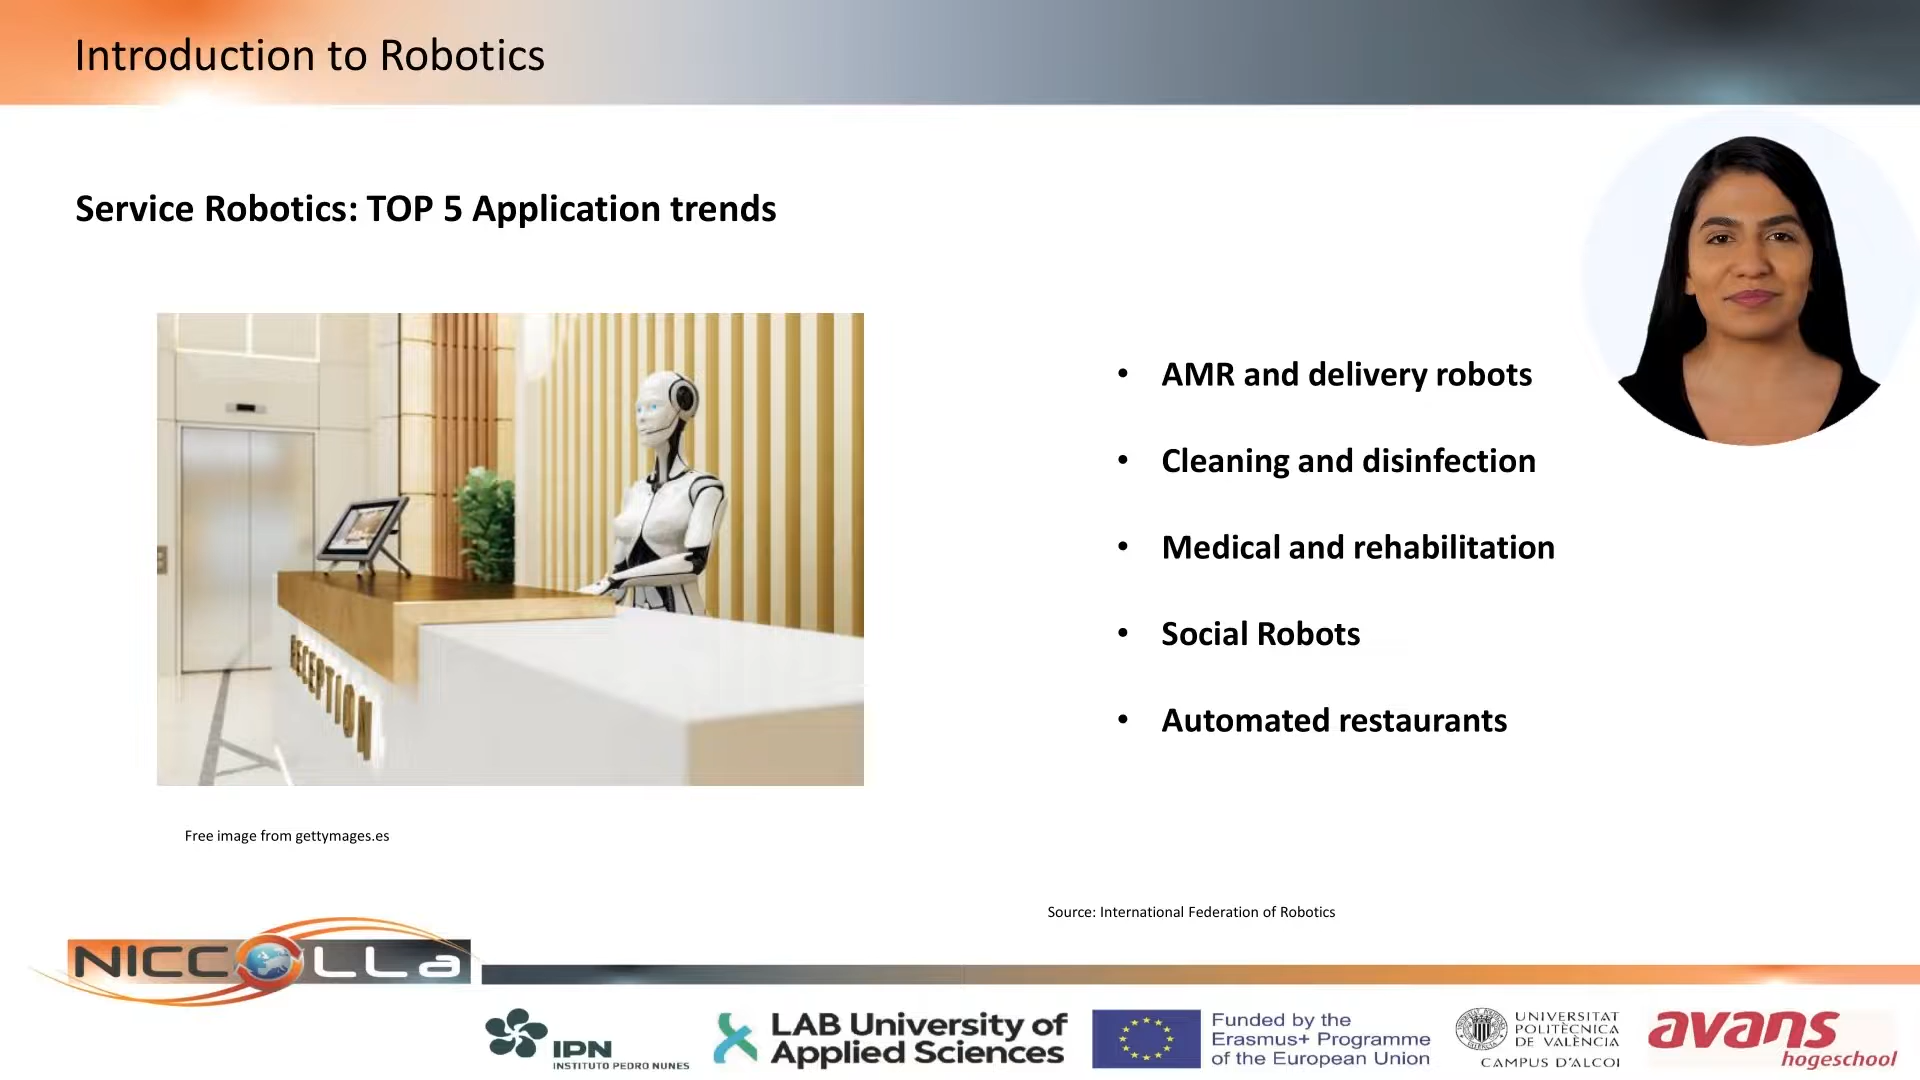 Introduction to Robotics
Service Robotics: TOP 5 Application trends
RECEPTION
• AMR and delivery robots
• Cleaning and disinfection
• Medical and rehabilitation
• Social Robots
• Automated restaurants
Free image from gettymages.es
Source: International Federation of Robotics
NICCOLLa
IPN
INSTITUTO PEDRO NUNES
LAB University of
Applied Sciences
Funded by the
Erasmus+ Programme
of the European Union
UNIVERSITAT
POLITÈCNICA
DE VALÈNCIA
CAMPUS D'ALCOI
avans
hogeschool